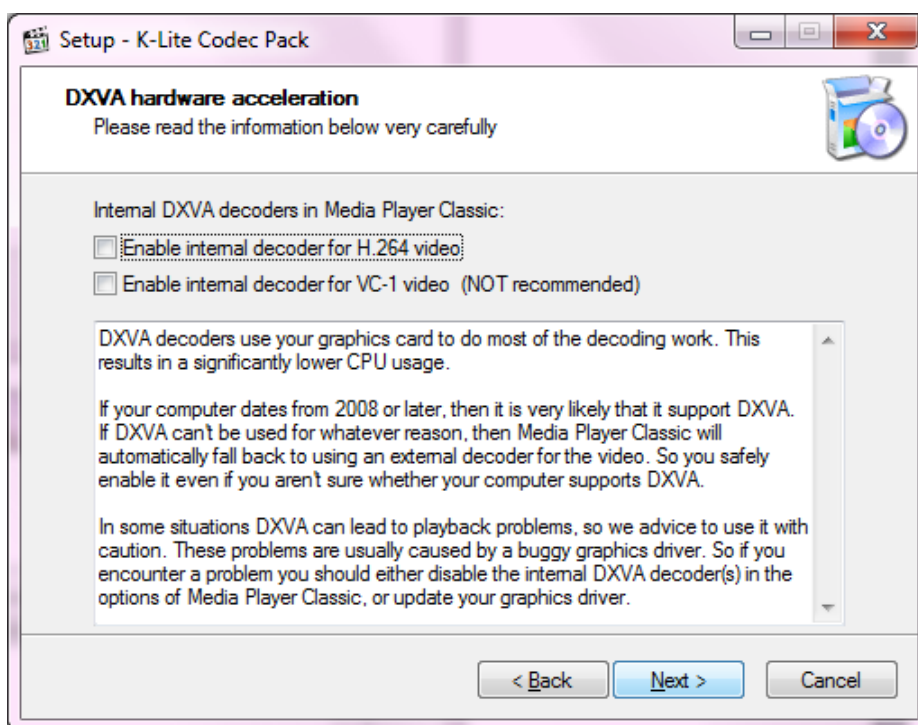 Setup - K-Lite Codec Pack
DXVA hardware acceleration
Please read the information below very carefully
Internal DXVA decoders in Media Player Classic:
Enable internal decoder for H.264 video
Enable internal decoder for VC-1 video (NOT recommended)
DXVA decoders use your graphics card to do most of the decoding work. This
results in a significantly lower CPU usage.
If your computer dates from 2008 or later, then it is very likely that it support DXVA.
If DXVA can't be used for whatever reason, then Media Player Classic will
automatically fall back to using an external decoder for the video. So you safely
enable it even if you aren't sure whether your computer supports DXVA.
In some situations DXVA can lead to playback problems, so we advice to use it with
caution. These problems are usually caused by a buggy graphics driver. So if you
encounter a problem you should either disable the internal DXVA decoder(s) in the
options of Media Player Classic, or update your graphics driver.
< Back Next > Cancel